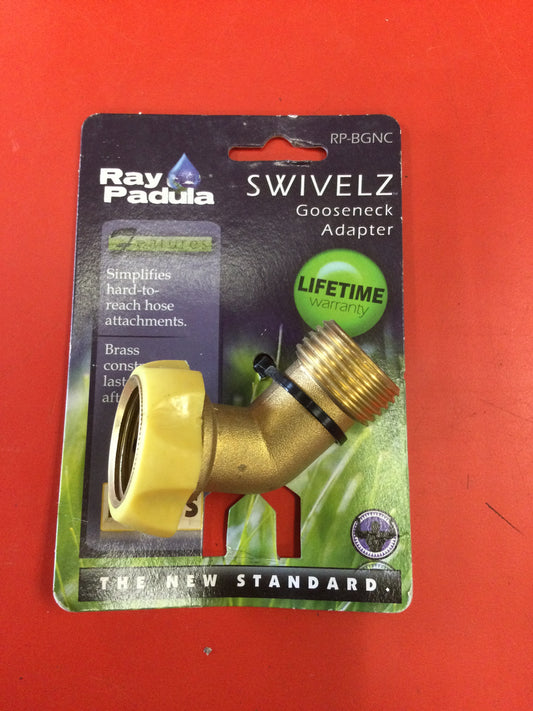 RP-BGNC
Ray
Padula
SWIVELZ
Gooseneck
Adapter
Features
Simplifies
hard-to-
reach hose
attachments.
LIFETIME
warranty
Brass
THE NEW STANDARD.